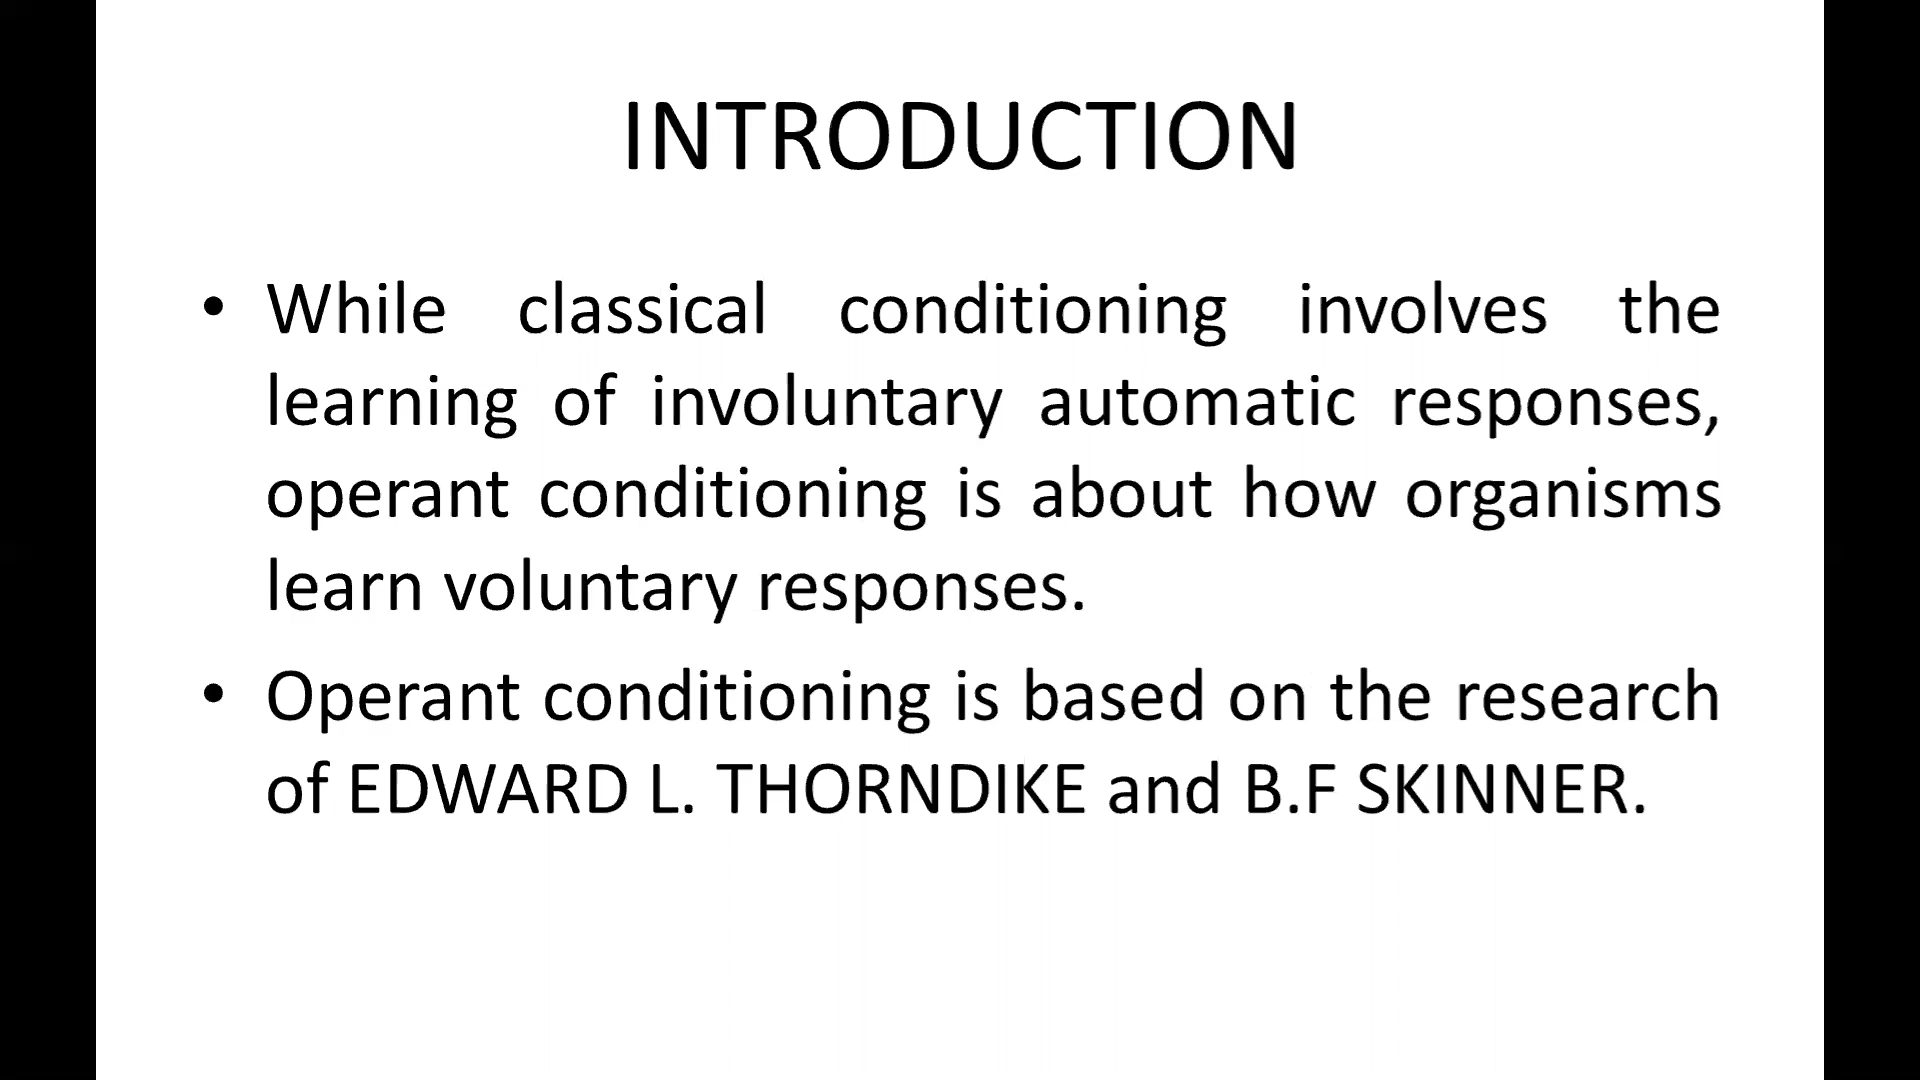 INTRODUCTION
• While classical conditioning involves the
learning of involuntary automatic responses,
operant conditioning is about how organisms
learn voluntary responses.
• Operant conditioning is based on the research
of EDWARD L. THORNDIKE and B.F SKINNER.